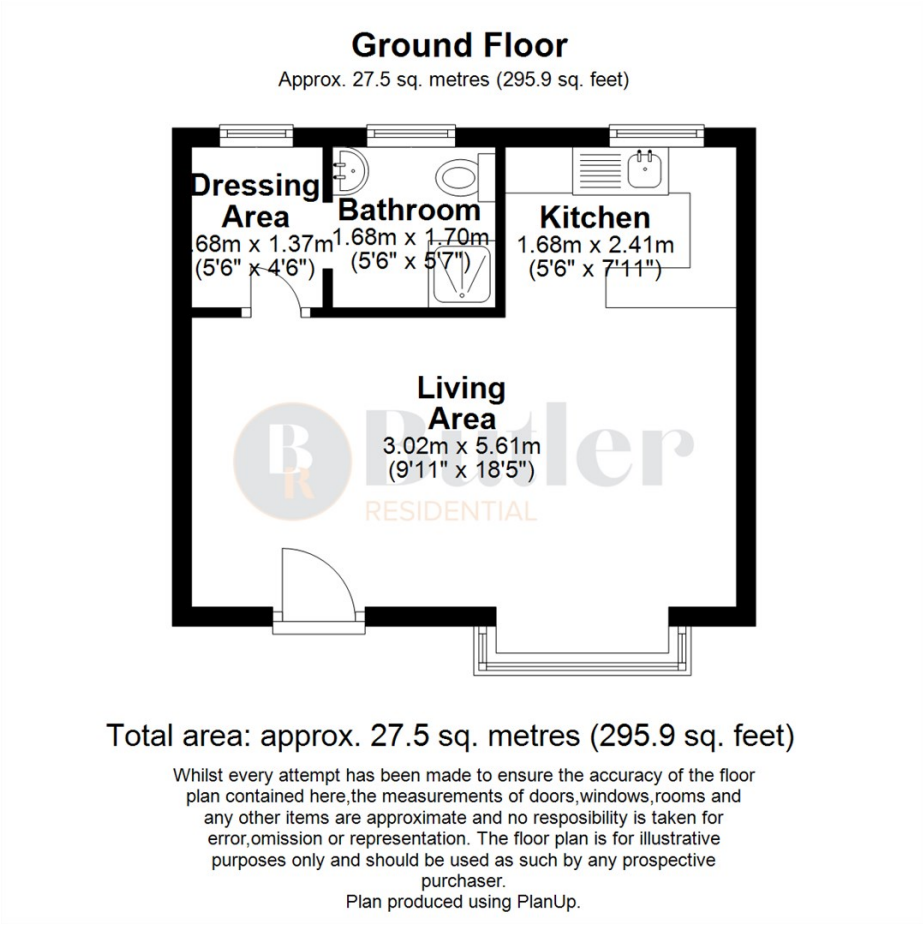 Ground Floor
Approx. 27.5 sq. metres (295.9 sq. feet)
Dressing
Area
.68m x 1.37m
(5'6" x 4'6")
Bathroom
1.68m x 1.70m
(5'6" x 5'7")
Kitchen
1.68m x 2.41m
(5'6" x 7'11")
Living
Area
3.02m x 5.61m
(9'11" x 18'5")
BR Butler
RESIDENTIAL
Total area: approx. 27.5 sq. metres (295.9 sq. feet)
Whilst every attempt has been made to ensure the accuracy of the floor
plan contained here,the measurements of doors,windows,rooms and
any other items are approximate and no resposibility is taken for
error,omission or representation. The floor plan is for illustrative
purposes only and should be used as such by any prospective
purchaser.
Plan produced using PlanUp.